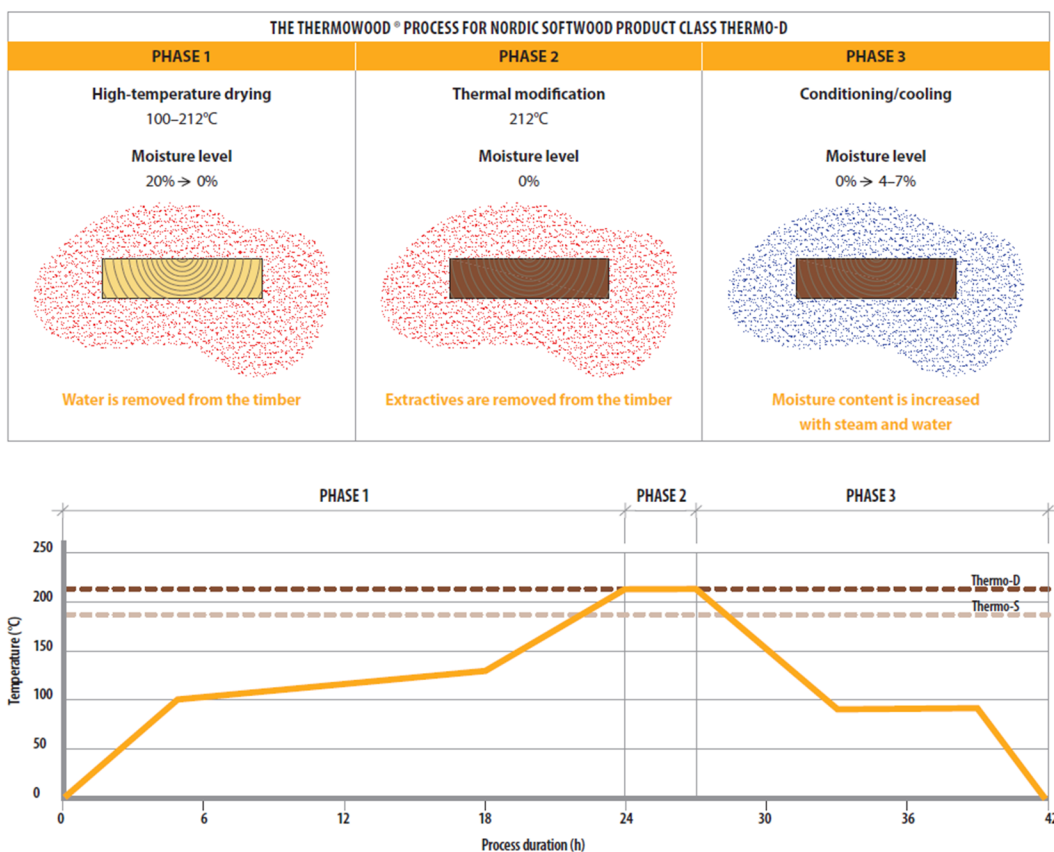 THE THERMOWOOD ® PROCESS FOR NORDIC SOFTWOOD PRODUCT CLASS THERMO-D
PHASE 1
PHASE 2
PHASE 3
High-temperature drying
100–212°C
Moisture level
20% → 0%
Water is removed from the timber
Thermal modification
212°C
Moisture level
0%
Extractives are removed from the timber
Conditioning/cooling
Moisture level
0% → 4–7%
Moisture content is increased
with steam and water
PHASE 1
PHASE 2
PHASE 3
250
200
150
100
50
0
Temperature (°C)
Thermo-D
Thermo-S
0
6
12
18
24
30
36
42
Process duration (h)